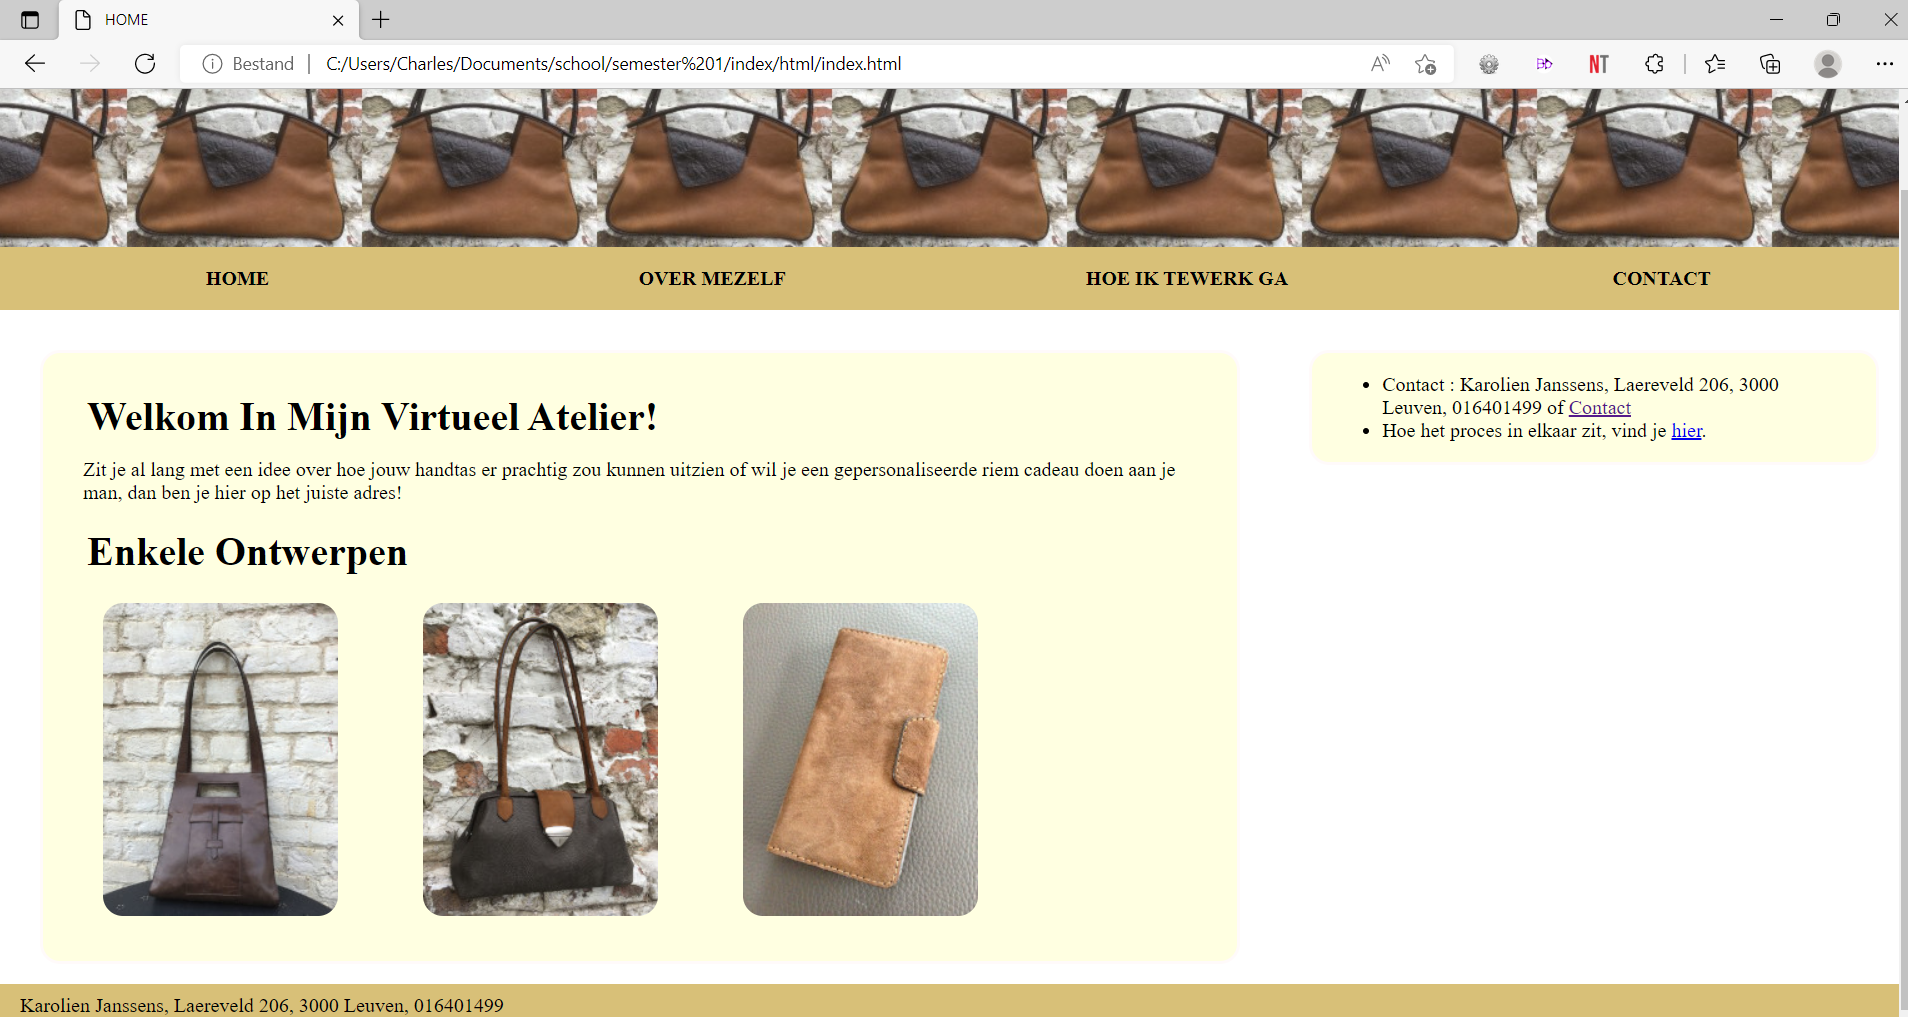 HOME
Bestand
C:/Users/Charles/Documents/school/semester%201/index/html/index.html
NT
HOME
OVER MEZELF
HOE IK TEWERK GA
CONTACT
Welkom In Mijn Virtueel Atelier!
Zit je al lang met een idee over hoe jouw handtas er prachtig zou kunnen uitzien of wil je een gepersonaliseerde riem cadeau doen aan je
man, dan ben je hier op het juiste adres!
Enkele Ontwerpen
Contact : Karolien Janssens, Laereveld 206, 3000
Leuven, 016401499 of Contact
Hoe het proces in elkaar zit, vind je hier.
Karolien Janssens, Laereveld 206, 3000 Leuven, 016401499